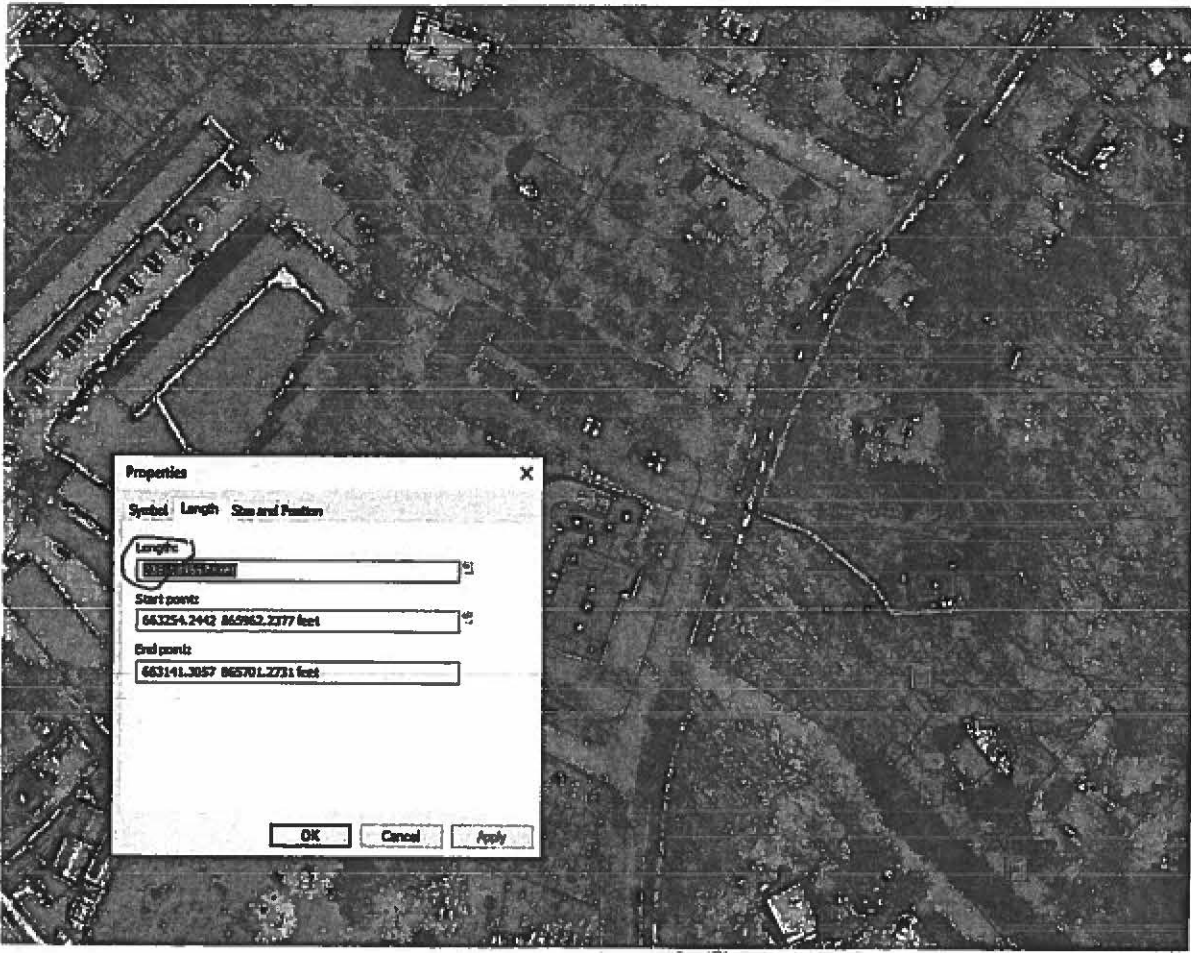 Properties
Symbol Length Size and Position
Length:
Start point:
663254.2442 865962.2377 feet
End point:
663141.3057 865701.2731 feet
OK Cancel Apply